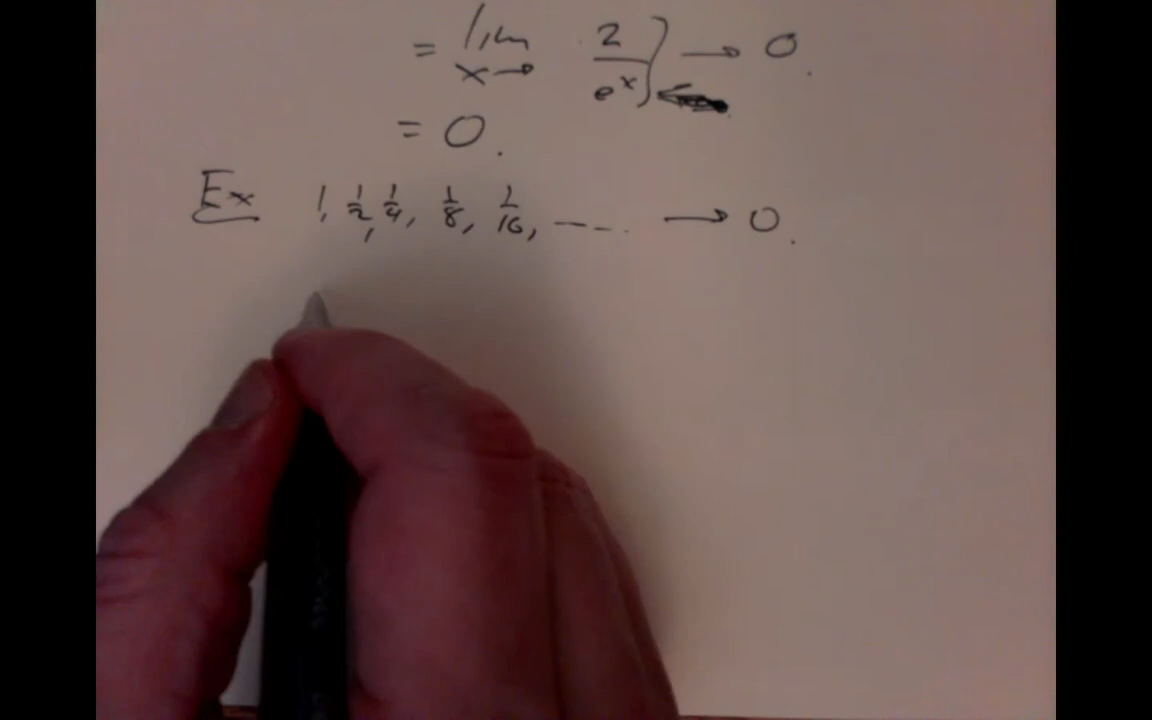 = lim 2/e^x → 0.
x→
= 0.
Ex 1, 1/2, 1/4, 1/8, 1/16, ---. → 0.